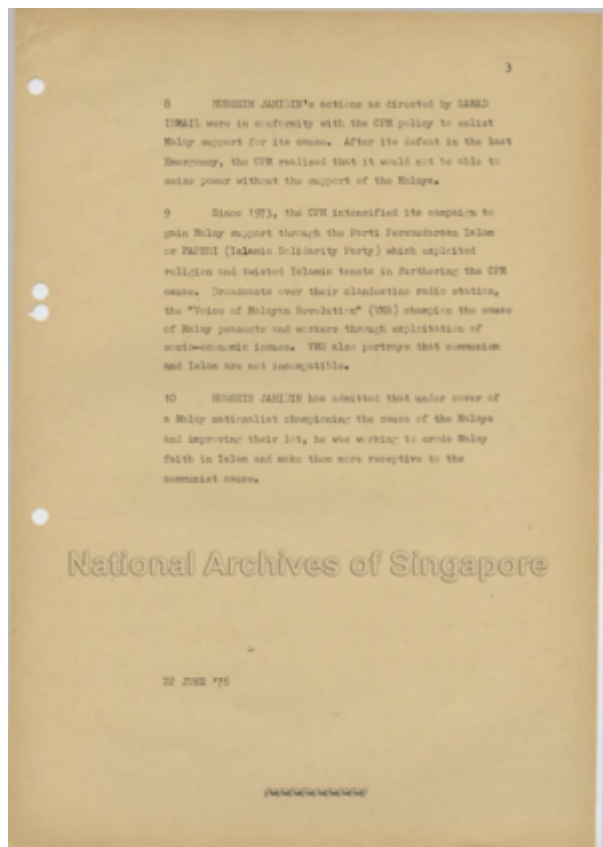 3
8 HUSSEIN JAHIDIN's actions as directed by SAMAD
ISMAIL were in conformity with the CPM policy to enlist
Malay support for its cause. After its defeat in the last
Emergency, the CPM realised that it would not be able to
seize power without the support of the Malays.
9 Since 1973, the CPM intensified its campaign to
gain Malay support through the Parti Persaudaraan Islam
or PAPERI (Islamic Solidarity Party) which exploited
religion and twisted Islamic tenets in furthering the CPM
cause. Broadcasts over their clandestine radio station,
the "Voice of Malayan Revolution" (VMR) champion the cause
of Malay peasants and workers through exploitation of
socio-economic issues. VMR also portrays that communism
and Islam are not incompatible.
10 HUSSEIN JAHIDIN has admitted that under cover of
a Malay nationalist championing the cause of the Malays
and improving their lot, he was working to erode Malay
faith in Islam and make them more receptive to the
communist cause.
National Archives of Singapore
22 JUNE '76